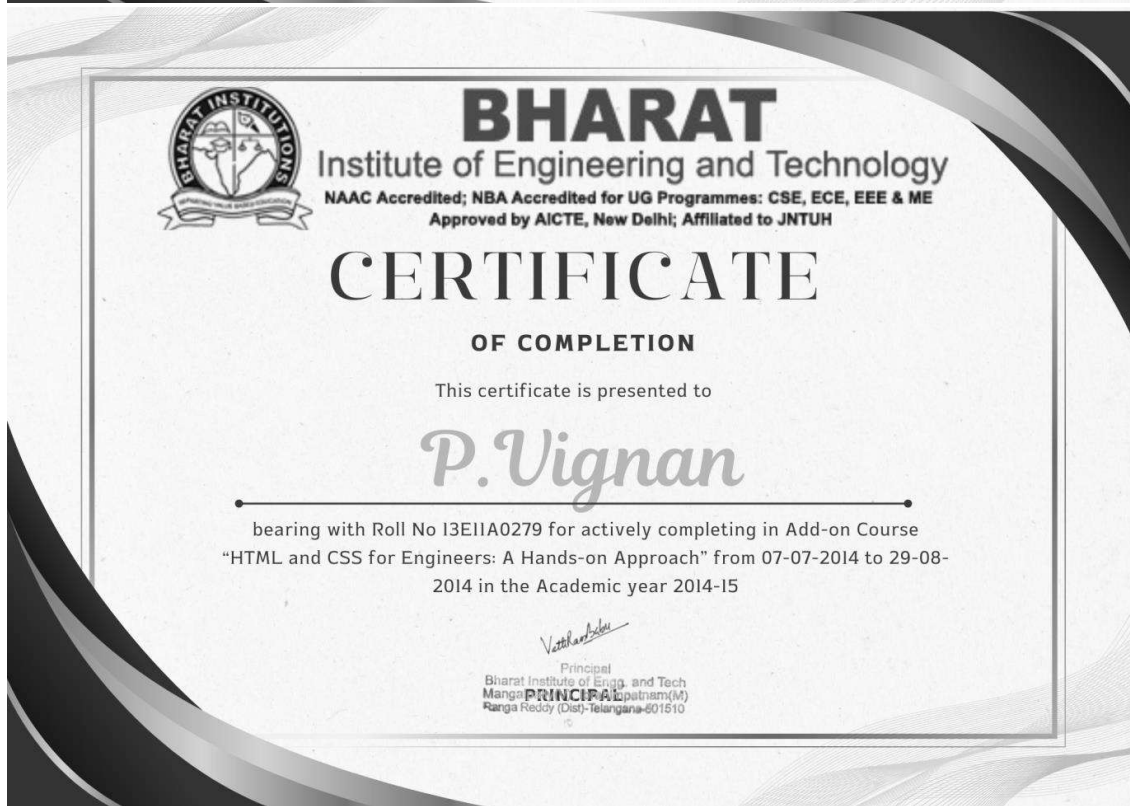 BHARAT INSTITUTIONS
IMPARTING VALUE BASED EDUCATION
BHARAT
Institute of Engineering and Technology
NAAC Accredited; NBA Accredited for UG Programmes: CSE, ECE, EEE & ME
Approved by AICTE, New Delhi; Affiliated to JNTUH
CERTIFICATE
OF COMPLETION
This certificate is presented to
P.Vignan
bearing with Roll No 13E11A0279 for actively completing in Add-on Course
“HTML and CSS for Engineers: A Hands-on Approach” from 07-07-2014 to 29-08-
2014 in the Academic year 2014-15
Principal
Bharat Institute of Engg. and Tech
PRINCIPAL
Ranga Reddy (Dist)-Telangana-501510